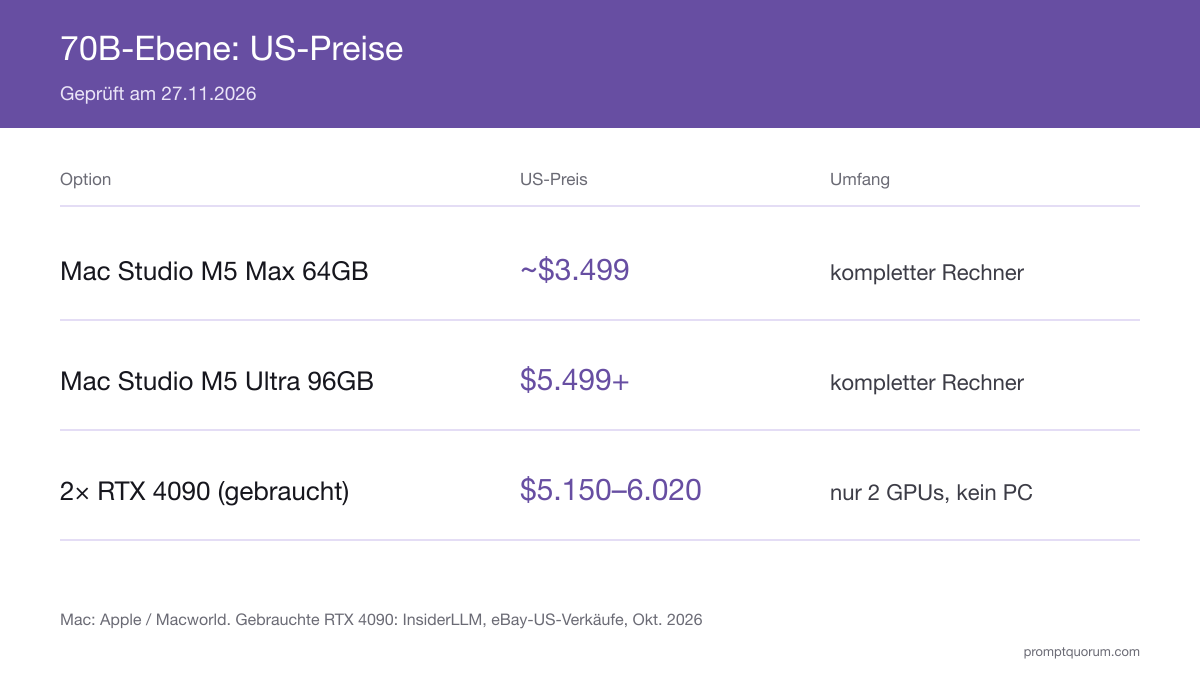 70B-Ebene: US-Preise
Geprüft am 27.11.2026
Option US-Preis Umfang
Mac Studio M5 Max 64GB ~$3.499 kompletter Rechner
Mac Studio M5 Ultra 96GB $5.499+ kompletter Rechner
2× RTX 4090 (gebraucht) $5.150–6.020 nur 2 GPUs, kein PC
Mac: Apple / Macworld. Gebrauchte RTX 4090: InsiderLLM, eBay-US-Verkäufe, Okt. 2026
promptquorum.com